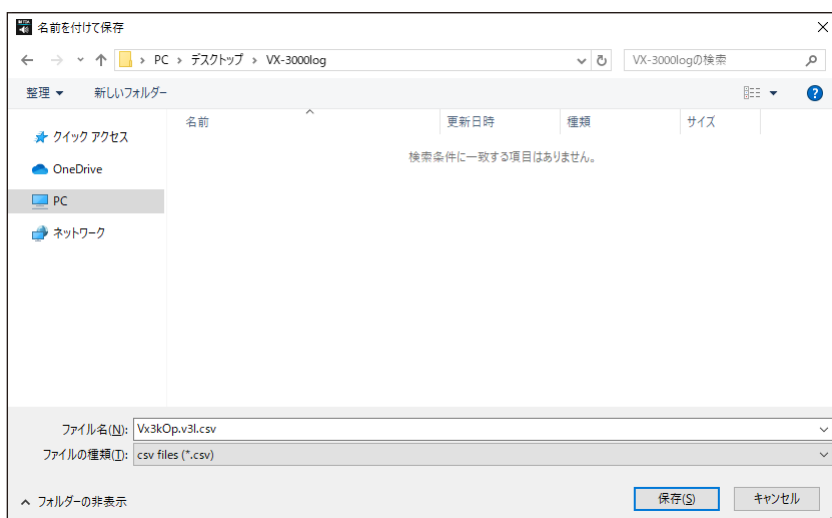 名前を付けて保存
PC › デスクトップ › VX-3000log
VX-3000logの検索
整理 新しいフォルダー
名前 更新日時 種類 サイズ
検索条件に一致する項目はありません。
クイック アクセス
OneDrive
PC
ネットワーク
ファイル名(N): Vx3kOp.v3l.csv
ファイルの種類(T): csv files (*.csv)
フォルダーの非表示
保存(S) キャンセル